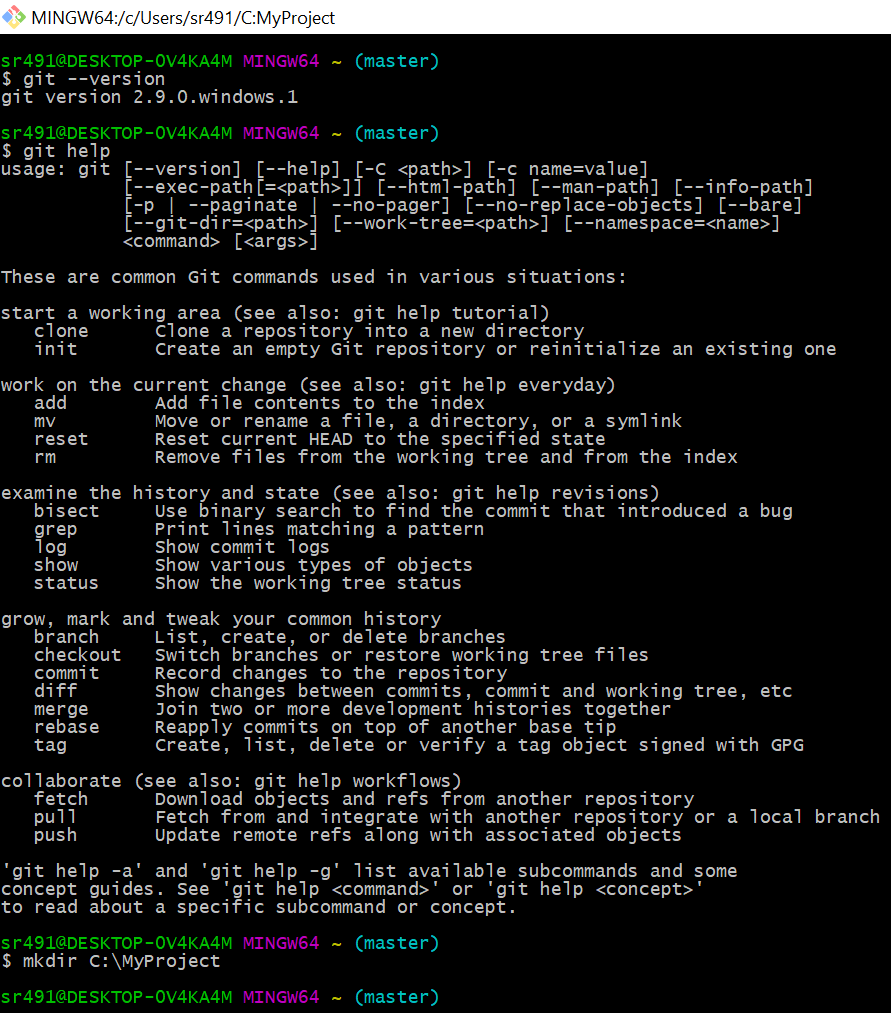 MINGW64:/c/Users/sr491/C:MyProject
sr491@DESKTOP-0V4KA4M MINGW64 ~ (master)
$ git --version
git version 2.9.0.windows.1
sr491@DESKTOP-0V4KA4M MINGW64 ~ (master)
$ git help
usage: git [--version] [--help] [-C <path>] [-c name=value]
           [--exec-path[=<path>]] [--html-path] [--man-path] [--info-path]
           [-p | --paginate | --no-pager] [--no-replace-objects] [--bare]
           [--git-dir=<path>] [--work-tree=<path>] [--namespace=<name>]
           <command> [<args>]
These are common Git commands used in various situations:
start a working area (see also: git help tutorial)
   clone      Clone a repository into a new directory
   init       Create an empty Git repository or reinitialize an existing one
work on the current change (see also: git help everyday)
   add        Add file contents to the index
   mv         Move or rename a file, a directory, or a symlink
   reset      Reset current HEAD to the specified state
   rm         Remove files from the working tree and from the index
examine the history and state (see also: git help revisions)
   bisect     Use binary search to find the commit that introduced a bug
   grep       Print lines matching a pattern
   log        Show commit logs
   show       Show various types of objects
   status     Show the working tree status
grow, mark and tweak your common history
   branch     List, create, or delete branches
   checkout   Switch branches or restore working tree files
   commit     Record changes to the repository
   diff       Show changes between commits, commit and working tree, etc
   merge      Join two or more development histories together
   rebase     Reapply commits on top of another base tip
   tag        Create, list, delete or verify a tag object signed with GPG
collaborate (see also: git help workflows)
   fetch      Download objects and refs from another repository
   pull       Fetch from and integrate with another repository or a local branch
   push       Update remote refs along with associated objects
'git help -a' and 'git help -g' list available subcommands and some
concept guides. See 'git help <command>' or 'git help <concept>'
to read about a specific subcommand or concept.
sr491@DESKTOP-0V4KA4M MINGW64 ~ (master)
$ mkdir C:\MyProject
sr491@DESKTOP-0V4KA4M MINGW64 ~ (master)